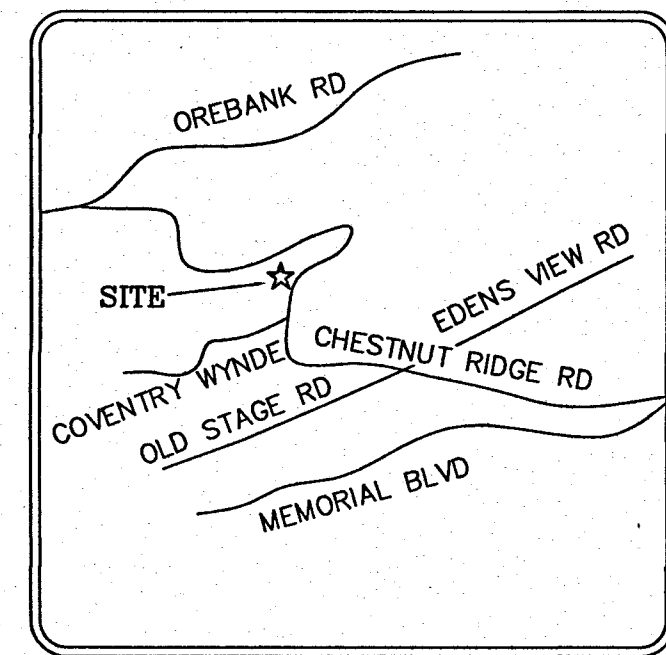 OREBANK RD
SITE
EDENS VIEW RD
CHESTNUT RIDGE RD
COVENTRY WYNDE
OLD STAGE RD
MEMORIAL BLVD